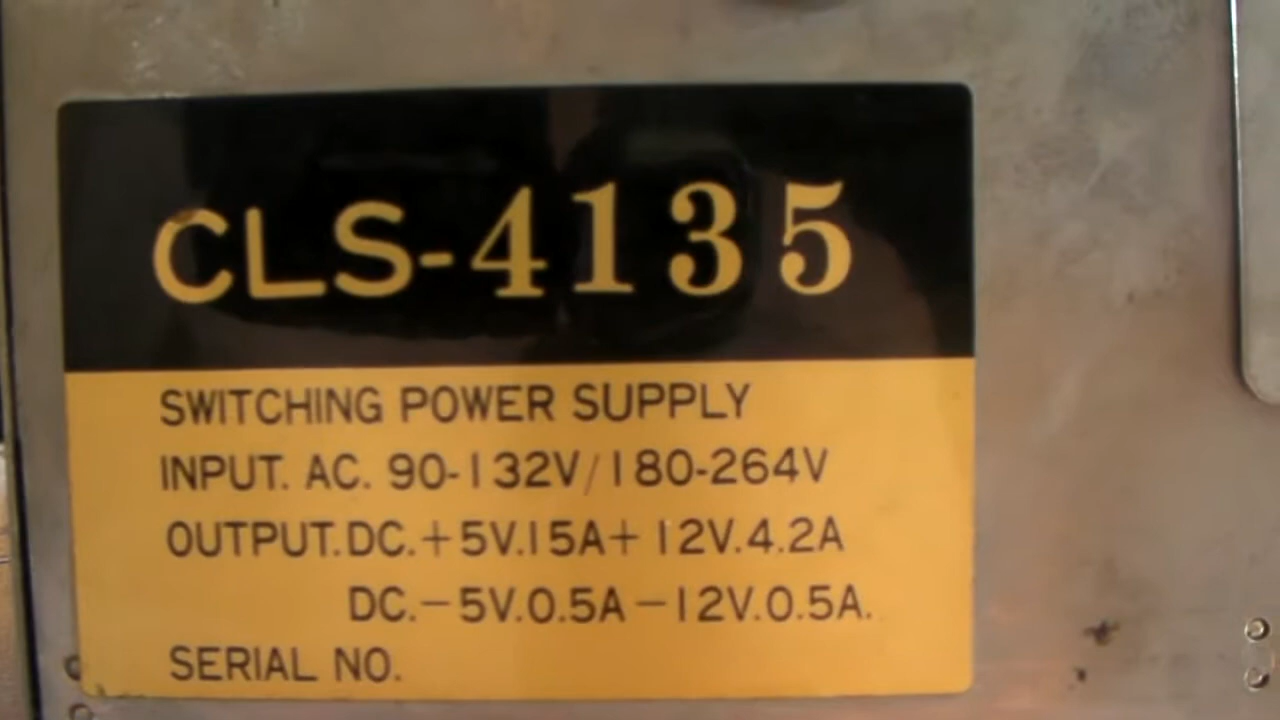 CLS-4135
SWITCHING POWER SUPPLY
INPUT. AC. 90-132V/180-264V
OUTPUT.DC.+5V.15A+12V.4.2A
DC.-5V.0.5A-12V.0.5A.
SERIAL NO.